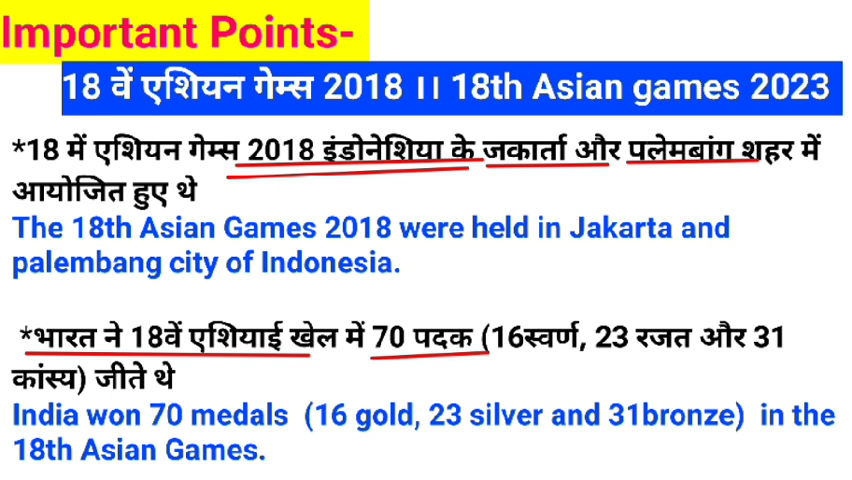 Important Points-
18 वें एशियन गेम्स 2018 ।। 18th Asian games 2023
*18 में एशियन गेम्स 2018 इंडोनेशिया के जकार्ता और पलेमबांग शहर में
आयोजित हुए थे
The 18th Asian Games 2018 were held in Jakarta and
palembang city of Indonesia.
*भारत ने 18वें एशियाई खेल में 70 पदक (16स्वर्ण, 23 रजत और 31
कांस्य) जीते थे
India won 70 medals (16 gold, 23 silver and 31bronze) in the
18th Asian Games.